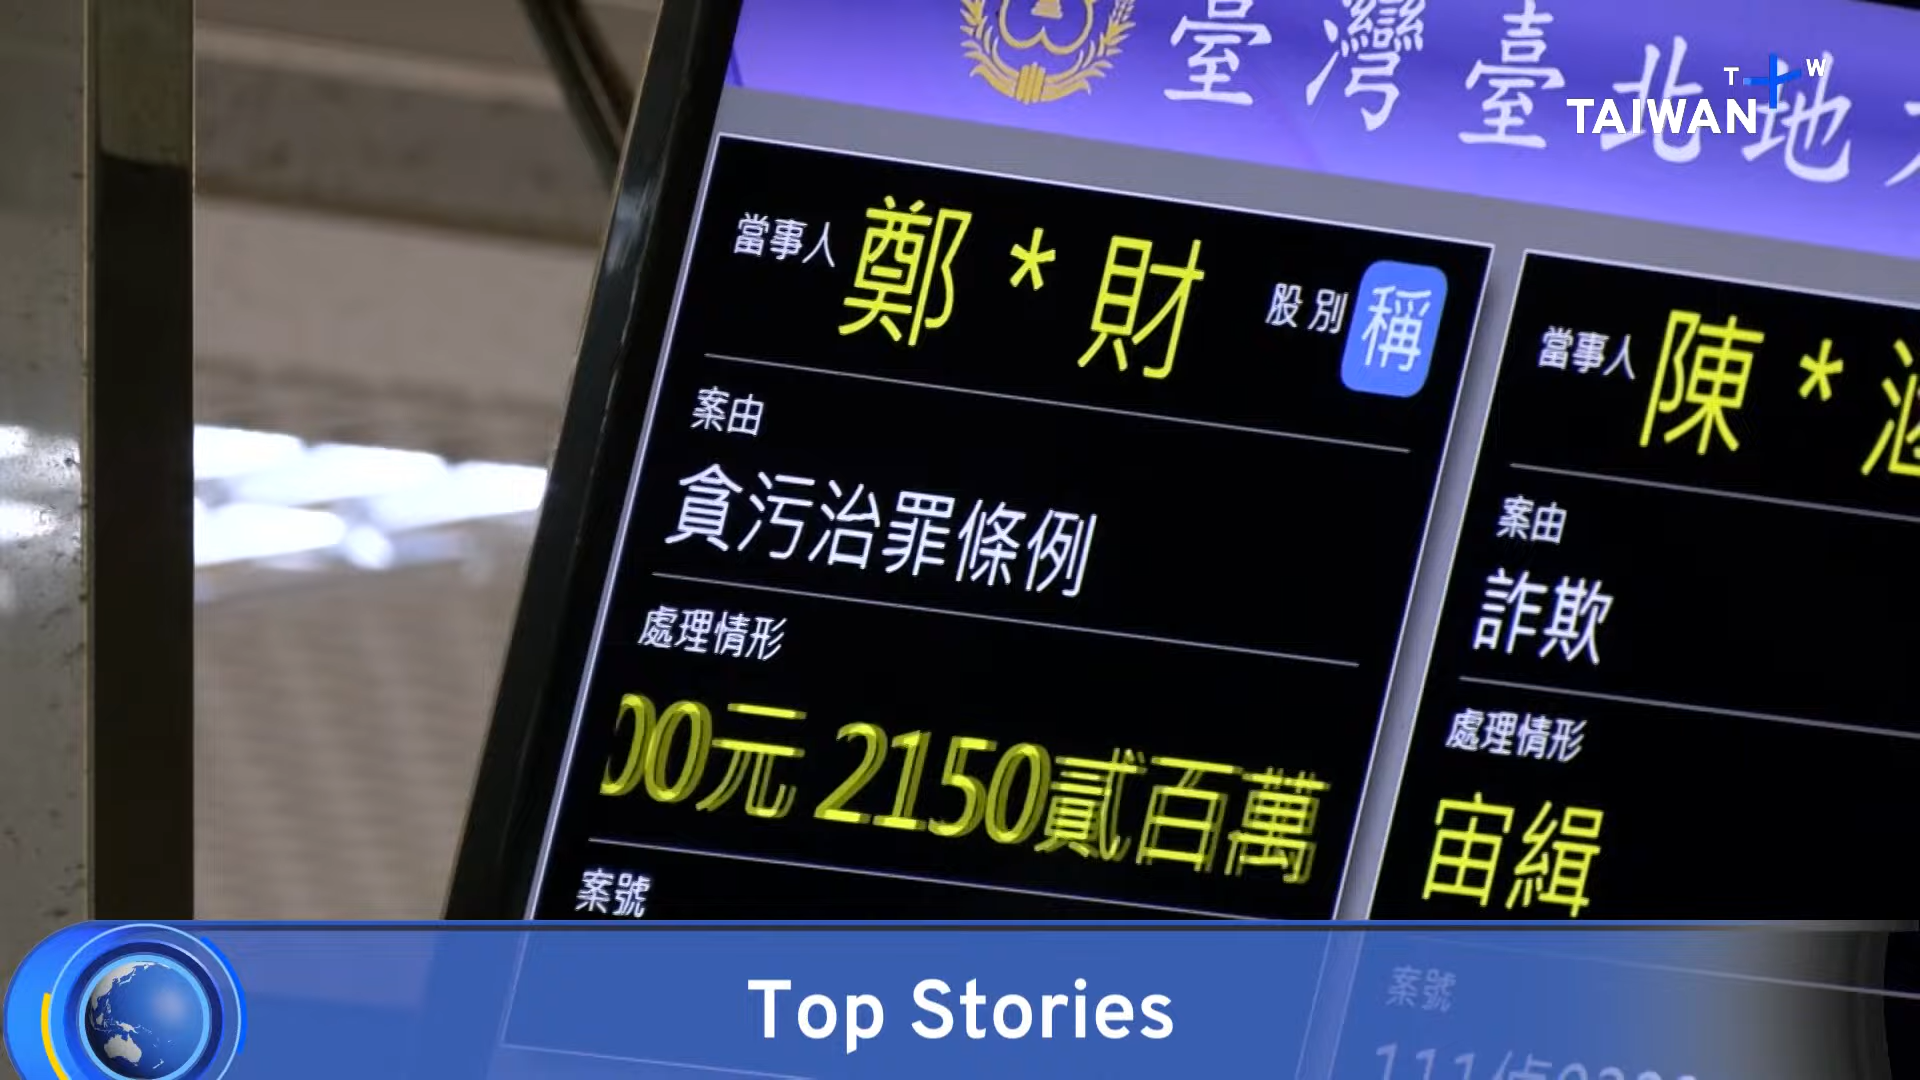 臺灣臺北地
T W
TAIWAN
當事人 鄭*財 股別 稱
案由
貪污治罪條例
處理情形
00元 2150貳百萬
案號
當事人 陳*
案由
詐欺
處理情形
宙緝
案號
Top Stories